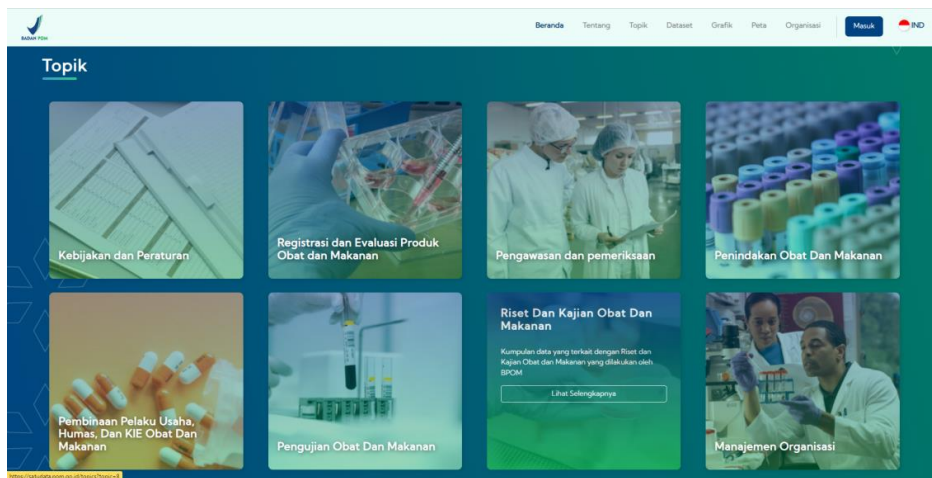 BADAN POM
Beranda Tentang Topik Dataset Grafik Peta Organisasi Masuk IND
Topik
Kebijakan dan Peraturan
Registrasi dan Evaluasi Produk
Obat dan Makanan
Pengawasan dan pemeriksaan
Penindakan Obat Dan Makanan
Pembinaan Pelaku Usaha,
Humas, Dan KIE Obat Dan
Makanan
Pengujian Obat Dan Makanan
Riset Dan Kajian Obat Dan
Makanan
Kumpulan data yang terkait dengan Riset dan
Kajian Obat dan Makanan yang dilakukan oleh
BPOM
Lihat Selengkapnya
Manajemen Organisasi